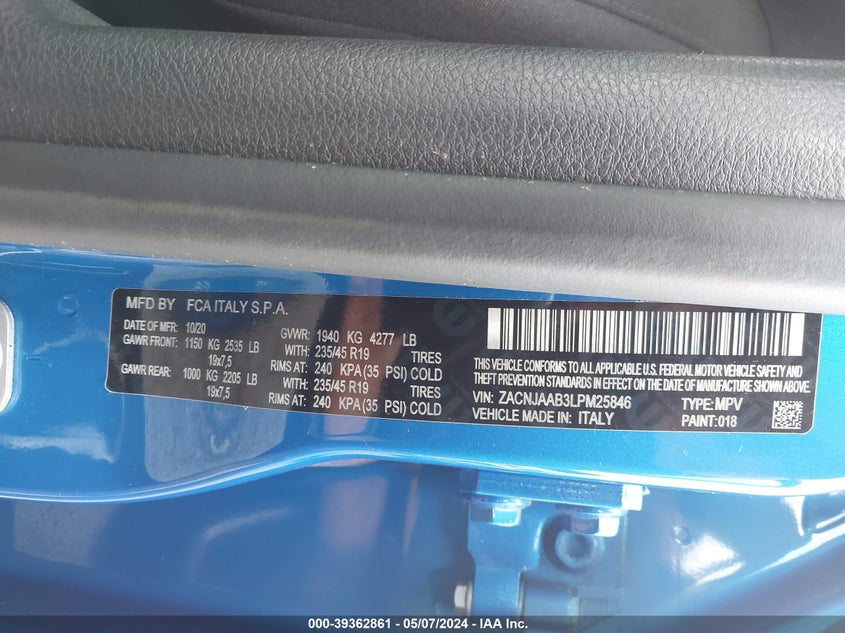 MFD BY FCA ITALY S.P.A.
DATE OF MFR: 10/20 GVWR: 1940 KG 4277 LB
GAWR FRONT: 1150 KG 2535 LB WITH: 235/45 R19 TIRES
19x7,5 RIMS AT: 240 KPA (35 PSI) COLD
GAWR REAR: 1000 KG 2205 LB WITH: 235/45 R19 TIRES
19x7,5 RIMS AT: 240 KPA (35 PSI) COLD
THIS VEHICLE CONFORMS TO ALL APPLICABLE U.S. FEDERAL MOTOR VEHICLE SAFETY AND
THEFT PREVENTION STANDARDS IN EFFECT ON THE DATE OF MANUFACTURE SHOWN ABOVE
VIN: ZACNJAAB3LPM25846 TYPE: MPV
VEHICLE MADE IN: ITALY PAINT: 018
000-39362861 - 05/07/2024 - IAA Inc.